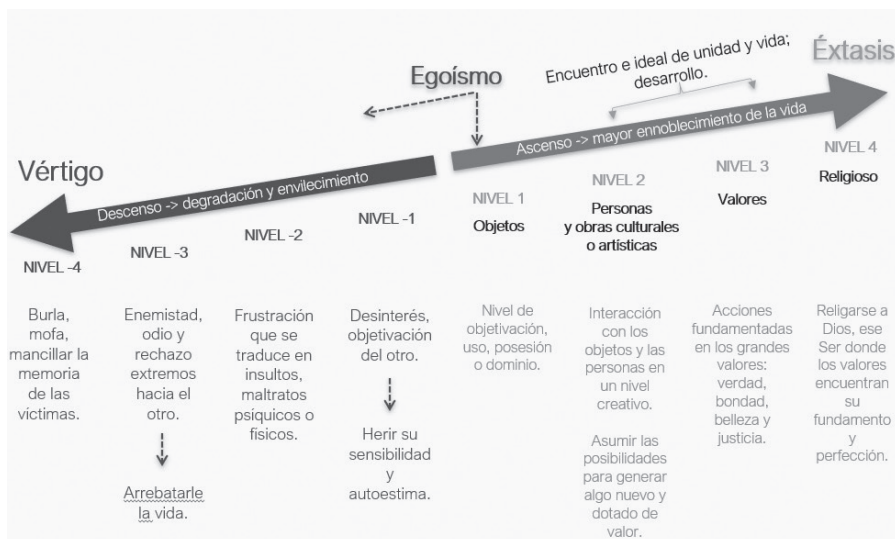 Éxtasis
Encuentro e ideal de unidad y vida;
desarrollo.
Egoísmo
Ascenso -> mayor ennoblecimiento de la vida
Vértigo
Descenso -> degradación y envilecimiento
NIVEL -4
NIVEL -3
NIVEL -2
NIVEL -1
NIVEL 1
Objetos
NIVEL 2
Personas
y obras culturales
o artísticas
NIVEL 3
Valores
NIVEL 4
Religioso
Burla,
mofa,
mancillar la
memoria
de las
víctimas.
Enemistad,
odio y
rechazo
extremos
hacia el
otro.
Arrebatarle
la vida.
Frustración
que se
traduce en
insultos,
maltratos
psiquicos o
físicos.
Desinterés,
objetivación
del otro.
Herir su
sensibilidad
y
autoestima.
Nivel de
objetivación,
uso, posesión
o dominio.
Interacción
con los
objetos y las
personas en
un nivel
creativo.
Asumir las
posibilidades
para generar
algo nuevo y
dotado de
valor.
Acciones
fundamentadas
en los grandes
valores:
verdad,
bondad,
belleza y
justicia.
Religarse a
Dios, ese
Ser donde
los valores
encuentran
su
fundamento
y
perfección.